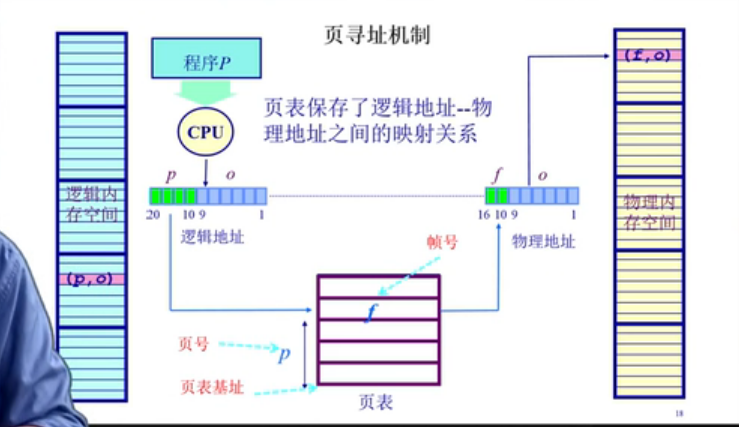 页寻址机制
程序P
CPU
页表保存了逻辑地址--物
理地址之间的映射关系
p o
20 10 9 1
逻辑地址
f o
16 10 9 1
物理地址
逻辑内
存空间
(p,o)
(f,o)
物理内
存空间
帧号
f
页号
p
页表基址
页表
18